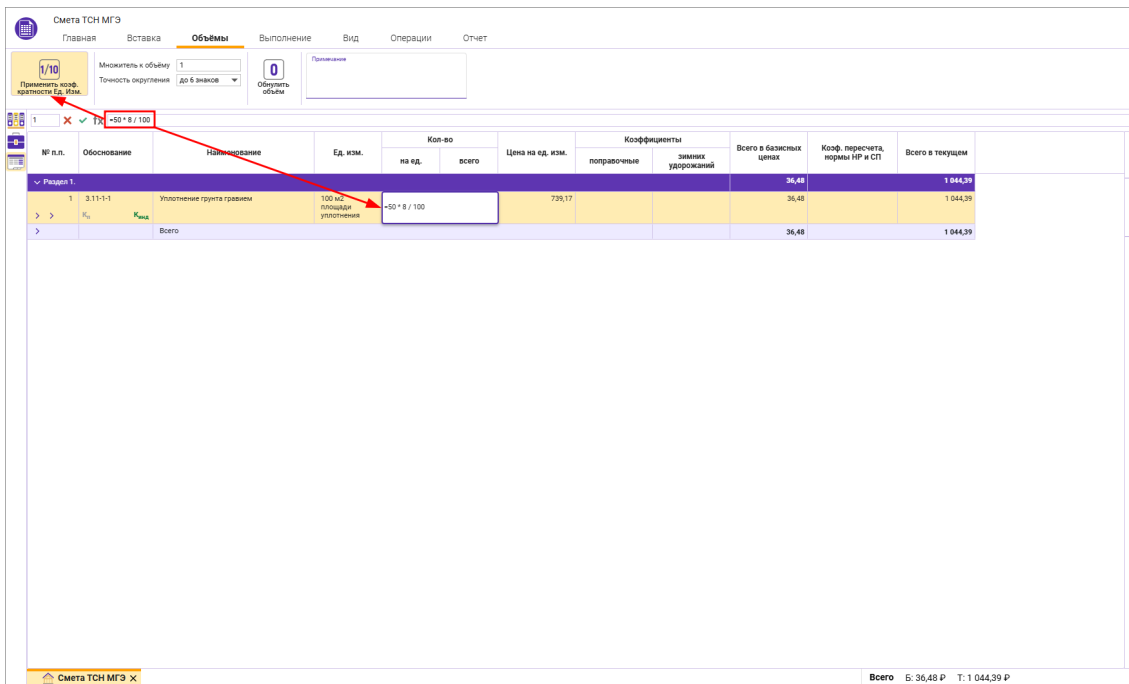 Смета ТСН МГЭ
Главная Вставка Объёмы Выполнение Вид Операции Отчет
1/10
Применить коэф.
кратности Ед. Изм.
Множитель к объёму 1
Точность округления до 6 знаков
0
Обнулить
объём
Примечание
1 fx =50 * 8 / 100
№ п.п. Обоснование Наименование Ед. изм. Кол-во Цена на ед. изм. Коэффициенты Всего в базисных ценах Коэф. пересчета, нормы НР и СП Всего в текущем
на ед. всего поправочные зимних удорожаний
Раздел 1. 36,48 1 044,39
1 3.11-1-1 Уплотнение грунта гравием 100 м2 площади уплотнения =50 * 8 / 100 739,17 36,48 1 044,39
Кп Кинд
Всего 36,48 1 044,39
Смета ТСН МГЭ
Всего Б: 36,48 ₽ Т: 1 044,39 ₽